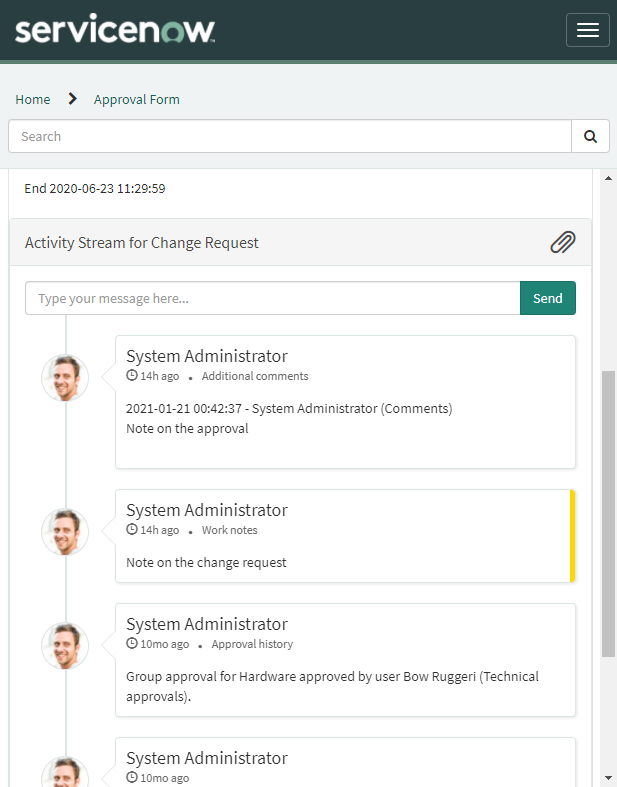 servicenow™
Home
Approval Form
Search
End 2020-06-23 11:29:59
Activity Stream for Change Request
Type your message here...
Send
System Administrator
14h ago • Additional comments
2021-01-21 00:42:37 - System Administrator (Comments)
Note on the approval
System Administrator
14h ago • Work notes
Note on the change request
System Administrator
10mo ago • Approval history
Group approval for Hardware approved by user Bow Ruggeri (Technical
approvals).
System Administrator
10mo ago